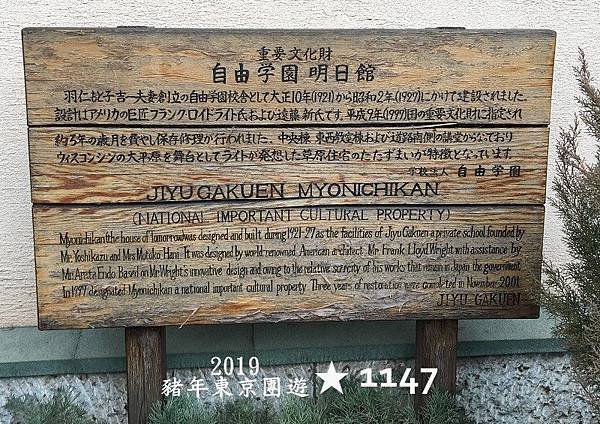 重要文化財
自由学園 明日館
羽仁もと子吉一夫妻創立の自由学園校舎として大正10年(1921)から昭和2年(1927)にかけて建設されました。
設計はアメリカの巨匠フランク・ロイド・ライト氏および遠藤新氏です。平成9年(1997)国の重要文化財に指定され
約3年の歳月を費やし保存修理が行われました。中央棟、東西教室棟および道路南側の講堂からなっており
ウィスコンシンの大平原を舞台としてライトが発想した草原住宅のたたずまいが特徴となっています。
学校法人 自由学園
JIYU GAKUEN MYONICHIKAN
(NATIONAL IMPORTANT CULTURAL PROPERTY)
Myonichikan, the house of tomorrow was designed and built during 1921-27 as the facilities of Jiyu Gakuen a private school founded by
Mr. Yoshikazu and Mrs. Motoko Hani. It was designed by world renowned American architect Mr Frank Lloyd Wright with assistance by
Mr. Arata Endo. Based on Mr. Wright's innovative design and owing to the relative scarcity of his works that remain in Japan the government
In 1997 designated Myonichikan a national important cultural property. Three years of restoration were completed in November 2001.
JIYU GAKUEN
2019
豬年東京團遊★1147